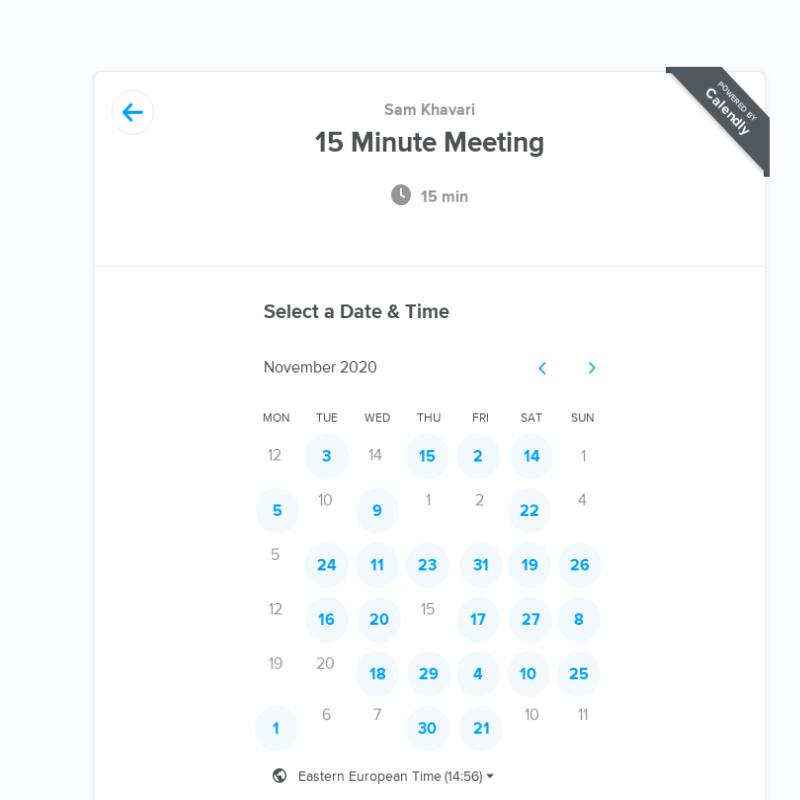 POWERED BY
Calendly
Sam Khavari
15 Minute Meeting
15 min
Select a Date & Time
November 2020
MON TUE WED THU FRI SAT SUN
12 3 14 15 2 14 1
5 10 9 1 2 22 4
5 24 11 23 31 19 26
12 16 20 15 17 27 8
19 20 18 29 4 10 25
1 6 7 30 21 10 11
Eastern European Time (14:56)